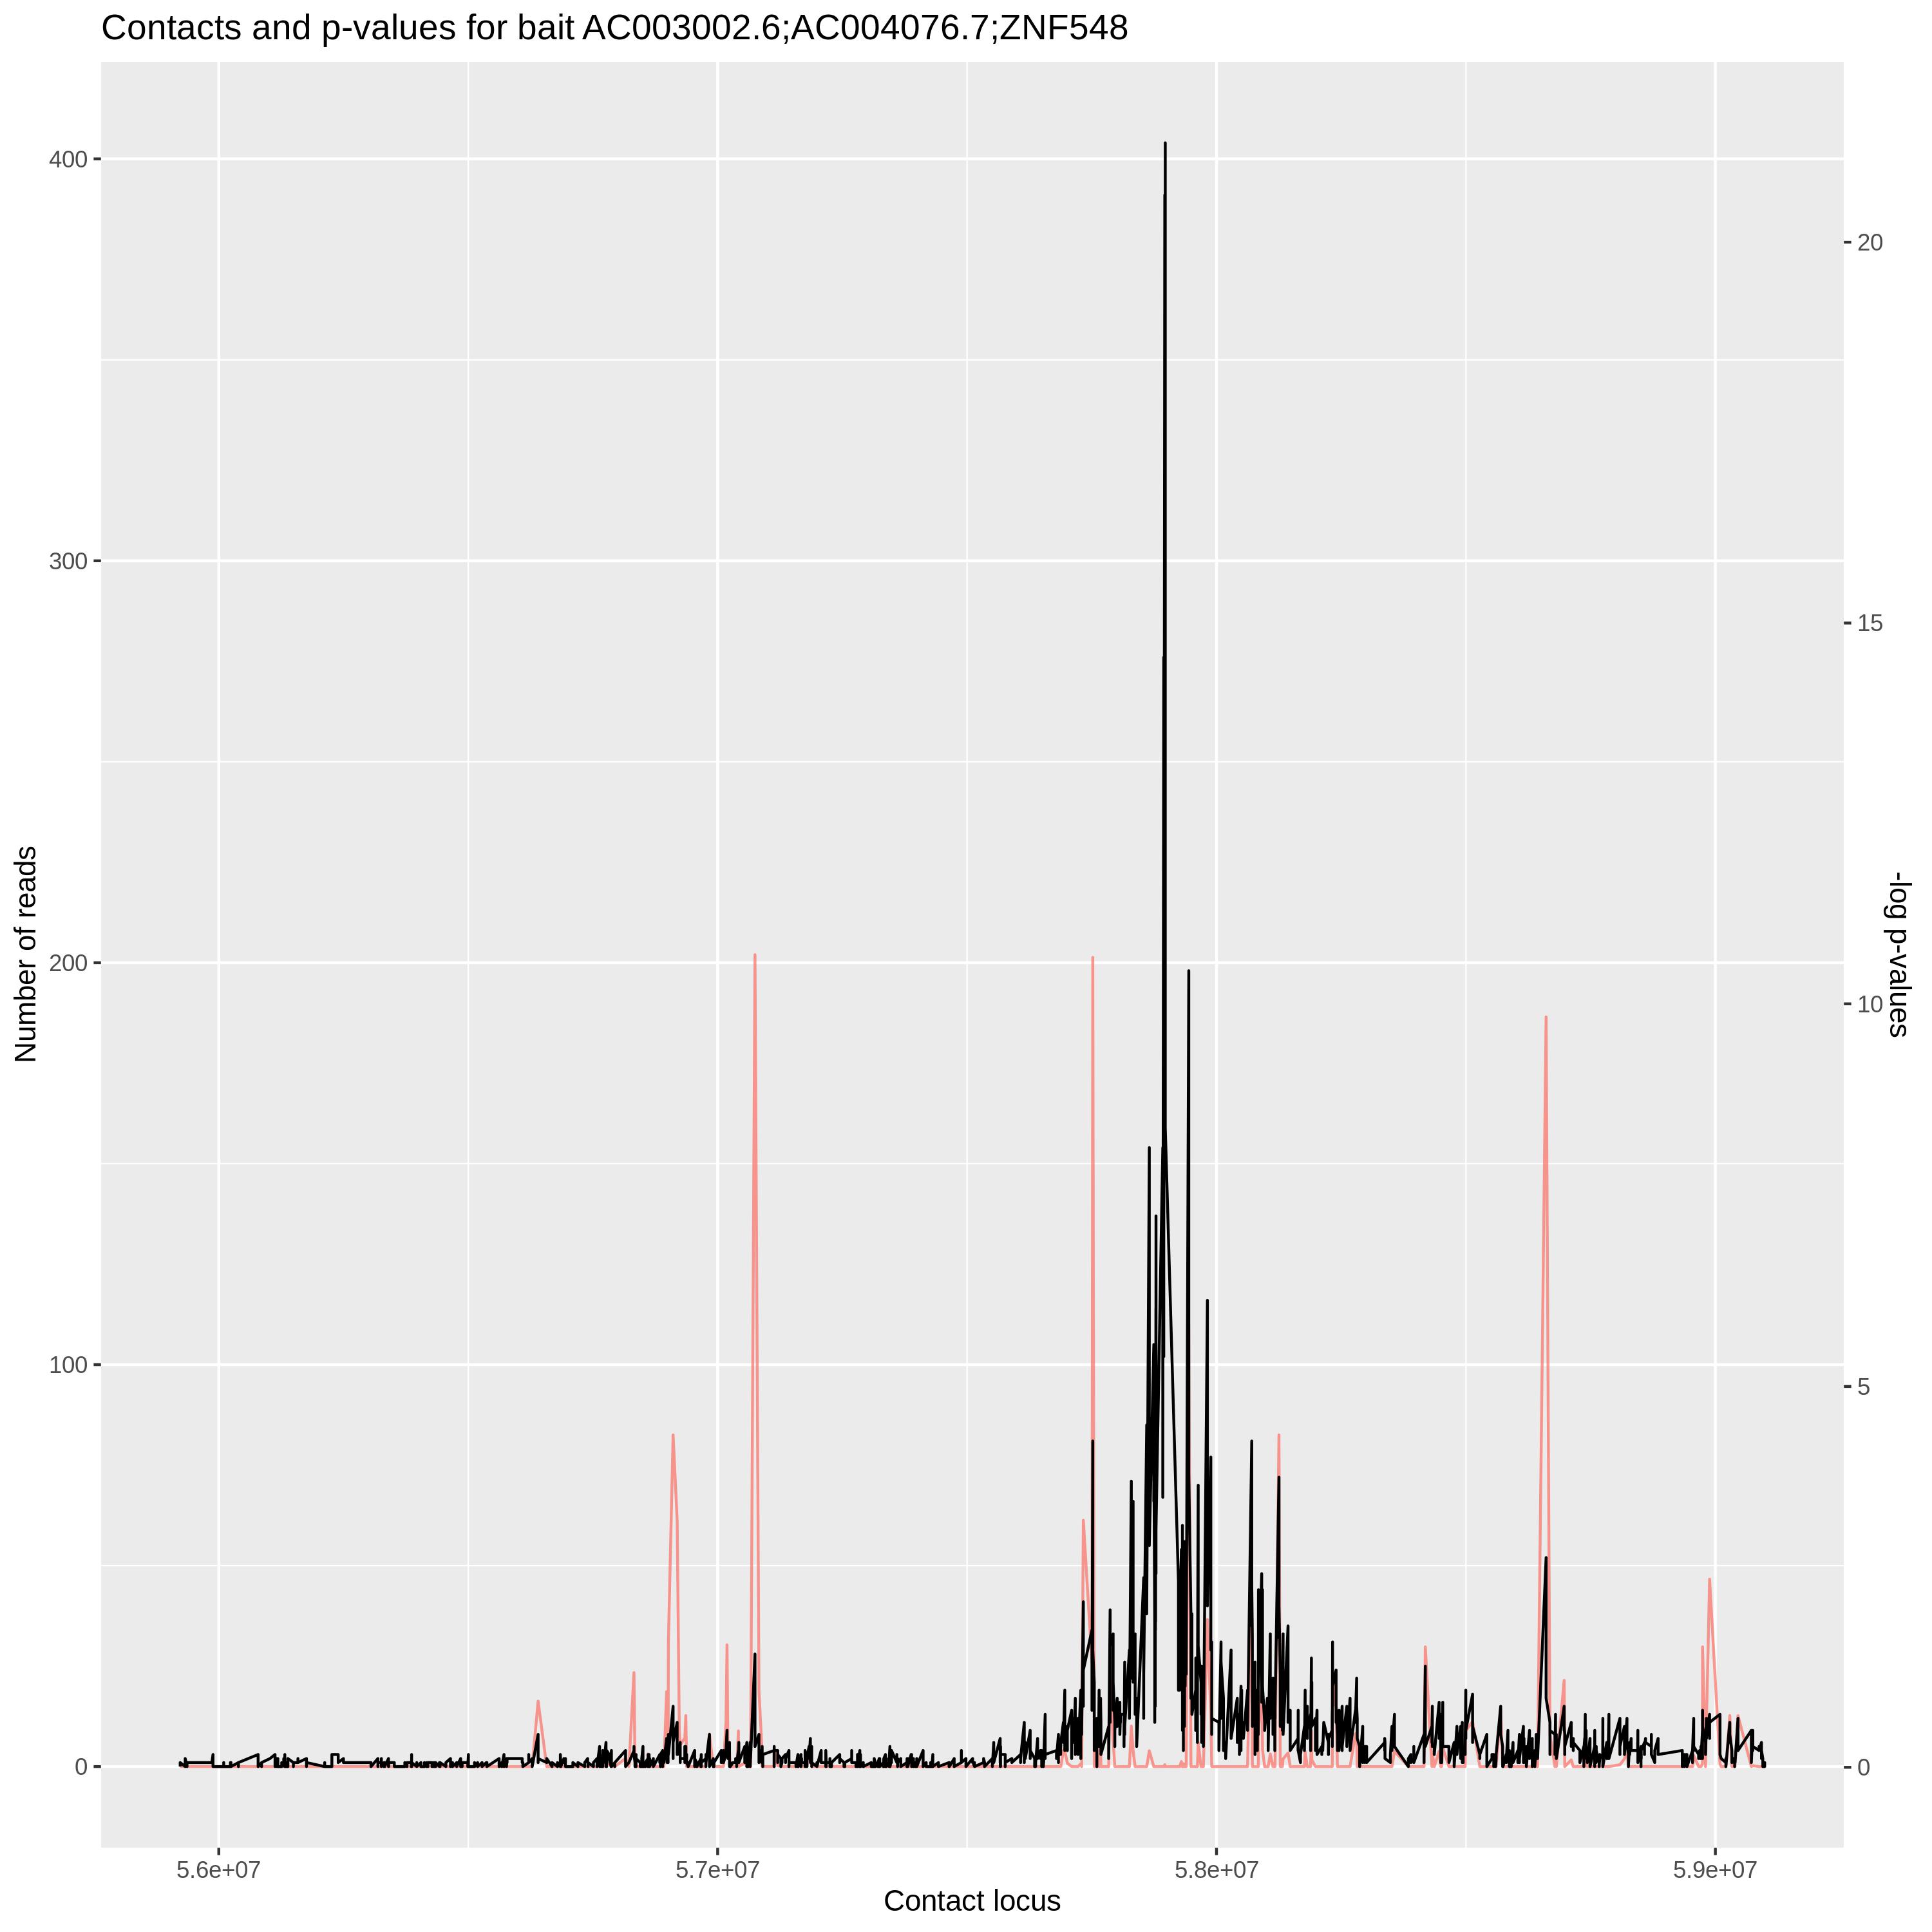 Contacts and p-values for bait AC003002.6;AC004076.7;ZNF548
400
300
200
100
0
Number of reads
20
15
10
5
0
-log p-values
5.6e+07
5.7e+07
5.8e+07
5.9e+07
Contact locus